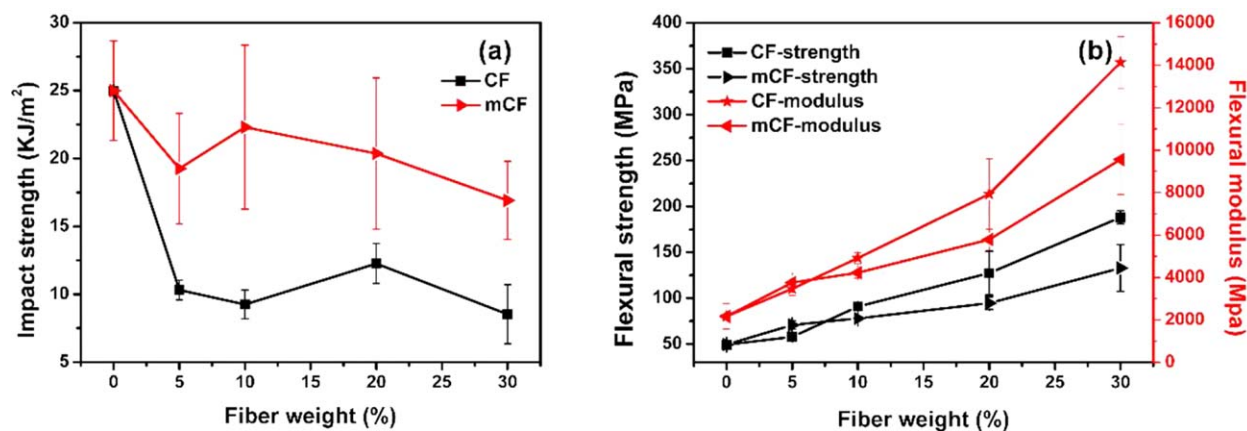 (a)
CF
mCF
30
25
20
15
10
5
Impact strength (KJ/m²)
0 5 10 15 20 25 30
Fiber weight (%)
(b)
CF-strength
mCF-strength
CF-modulus
mCF-modulus
400
350
300
250
200
150
100
50
Flexural strength (MPa)
16000
14000
12000
10000
8000
6000
4000
2000
0
Flexural modulus (Mpa)
0 5 10 15 20 25 30
Fiber weight (%)